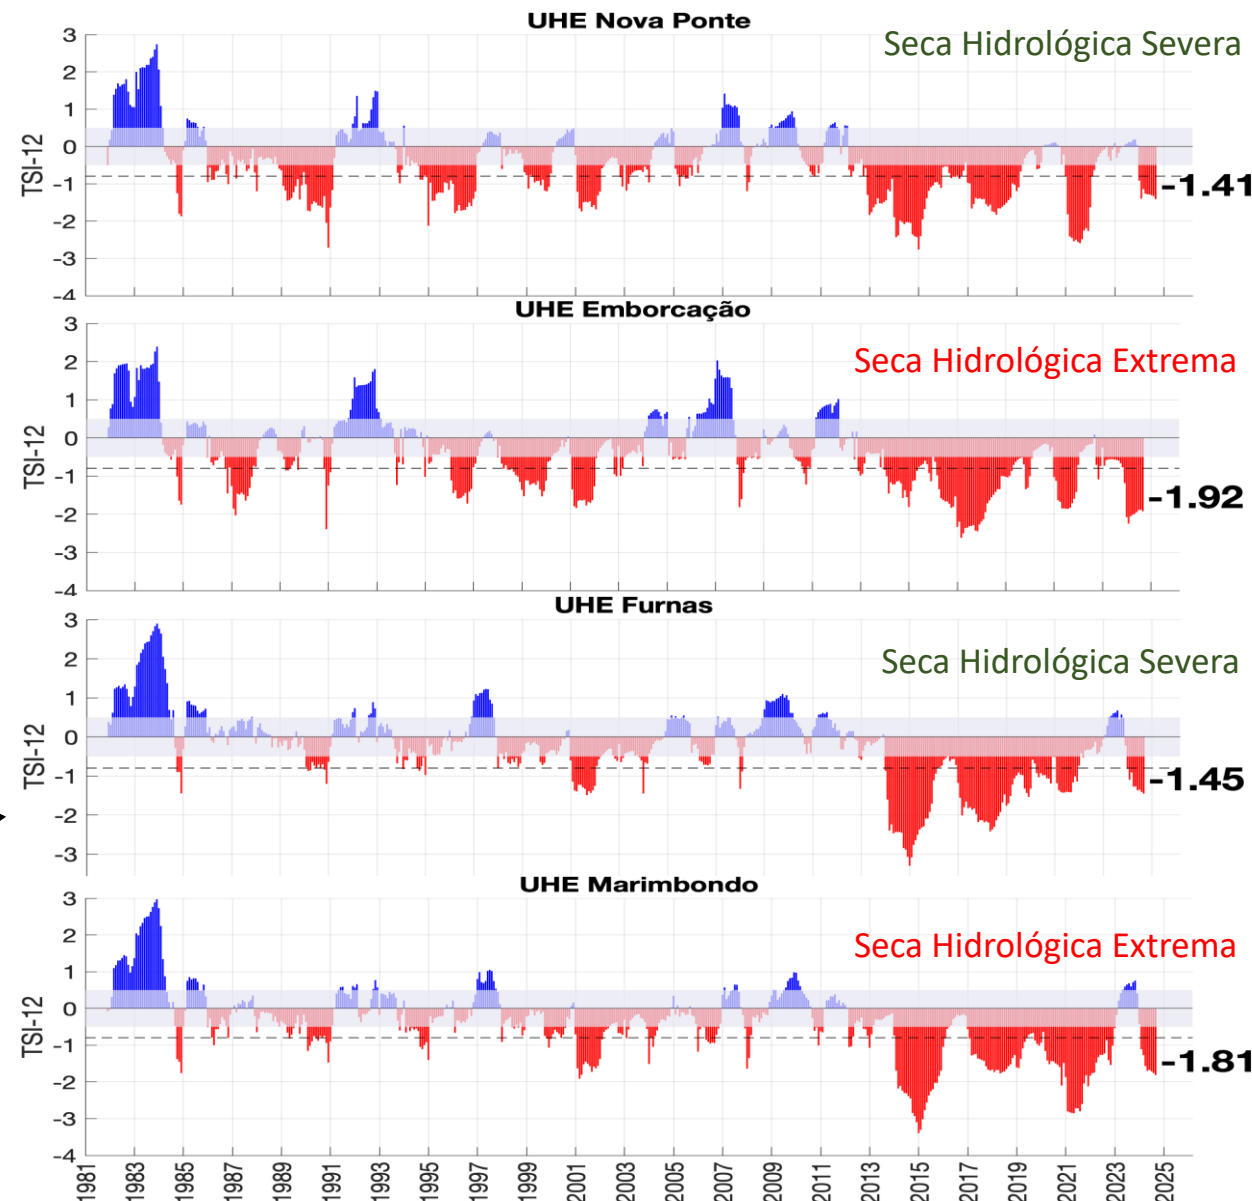 UHE Nova Ponte
Seca Hidrológica Severa
3
2
1
0
-1
-2
-3
-4
TSI-12
-1.41
UHE Emborcação
Seca Hidrológica Extrema
3
2
1
0
-1
-2
-3
-4
TSI-12
-1.92
UHE Furnas
Seca Hidrológica Severa
3
2
1
0
-1
-2
-3
TSI-12
-1.45
UHE Marimbondo
Seca Hidrológica Extrema
3
2
1
0
-1
-2
-3
-4
TSI-12
-1.81
1981 1983 1985 1987 1989 1991 1993 1995 1997 1999 2001 2003 2005 2007 2009 2011 2013 2015 2017 2019 2021 2023 2025